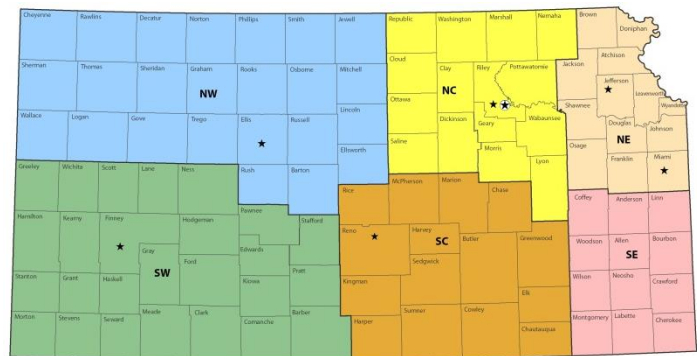 Cheyenne Rawlins Decatur Norton Phillips Smith Jewell Republic Washington Marshall Nemaha Brown Doniphan
Sherman Thomas Sheridan Graham Rooks Osborne Mitchell Cloud Clay Riley Pottawatomie Jackson Atchison
NW NC Jefferson Leavenworth Wyandotte
Wallace Logan Gove Trego Ellis Russell Lincoln Ottawa Dickinson Geary Wabaunsee Shawnee Douglas Johnson
Ellsworth Saline Morris Lyon Osage NE
Franklin Miami
Greeley Wichita Scott Lane Ness Rush Barton Rice McPherson Marion Chase Coffey Anderson Linn
Hamilton Kearny Finney Hodgeman Pawnee Stafford Reno Harvey Butler Greenwood Woodson Allen Bourbon
Gray Edwards SC SE
SW Ford Sedgwick
Stanton Grant Haskell Kiowa Pratt Kingman Elk Wilson Neosho Crawford
Morton Stevens Seward Meade Clark Comanche Barber Harper Sumner Cowley Chautauqua Montgomery Labette Cherokee